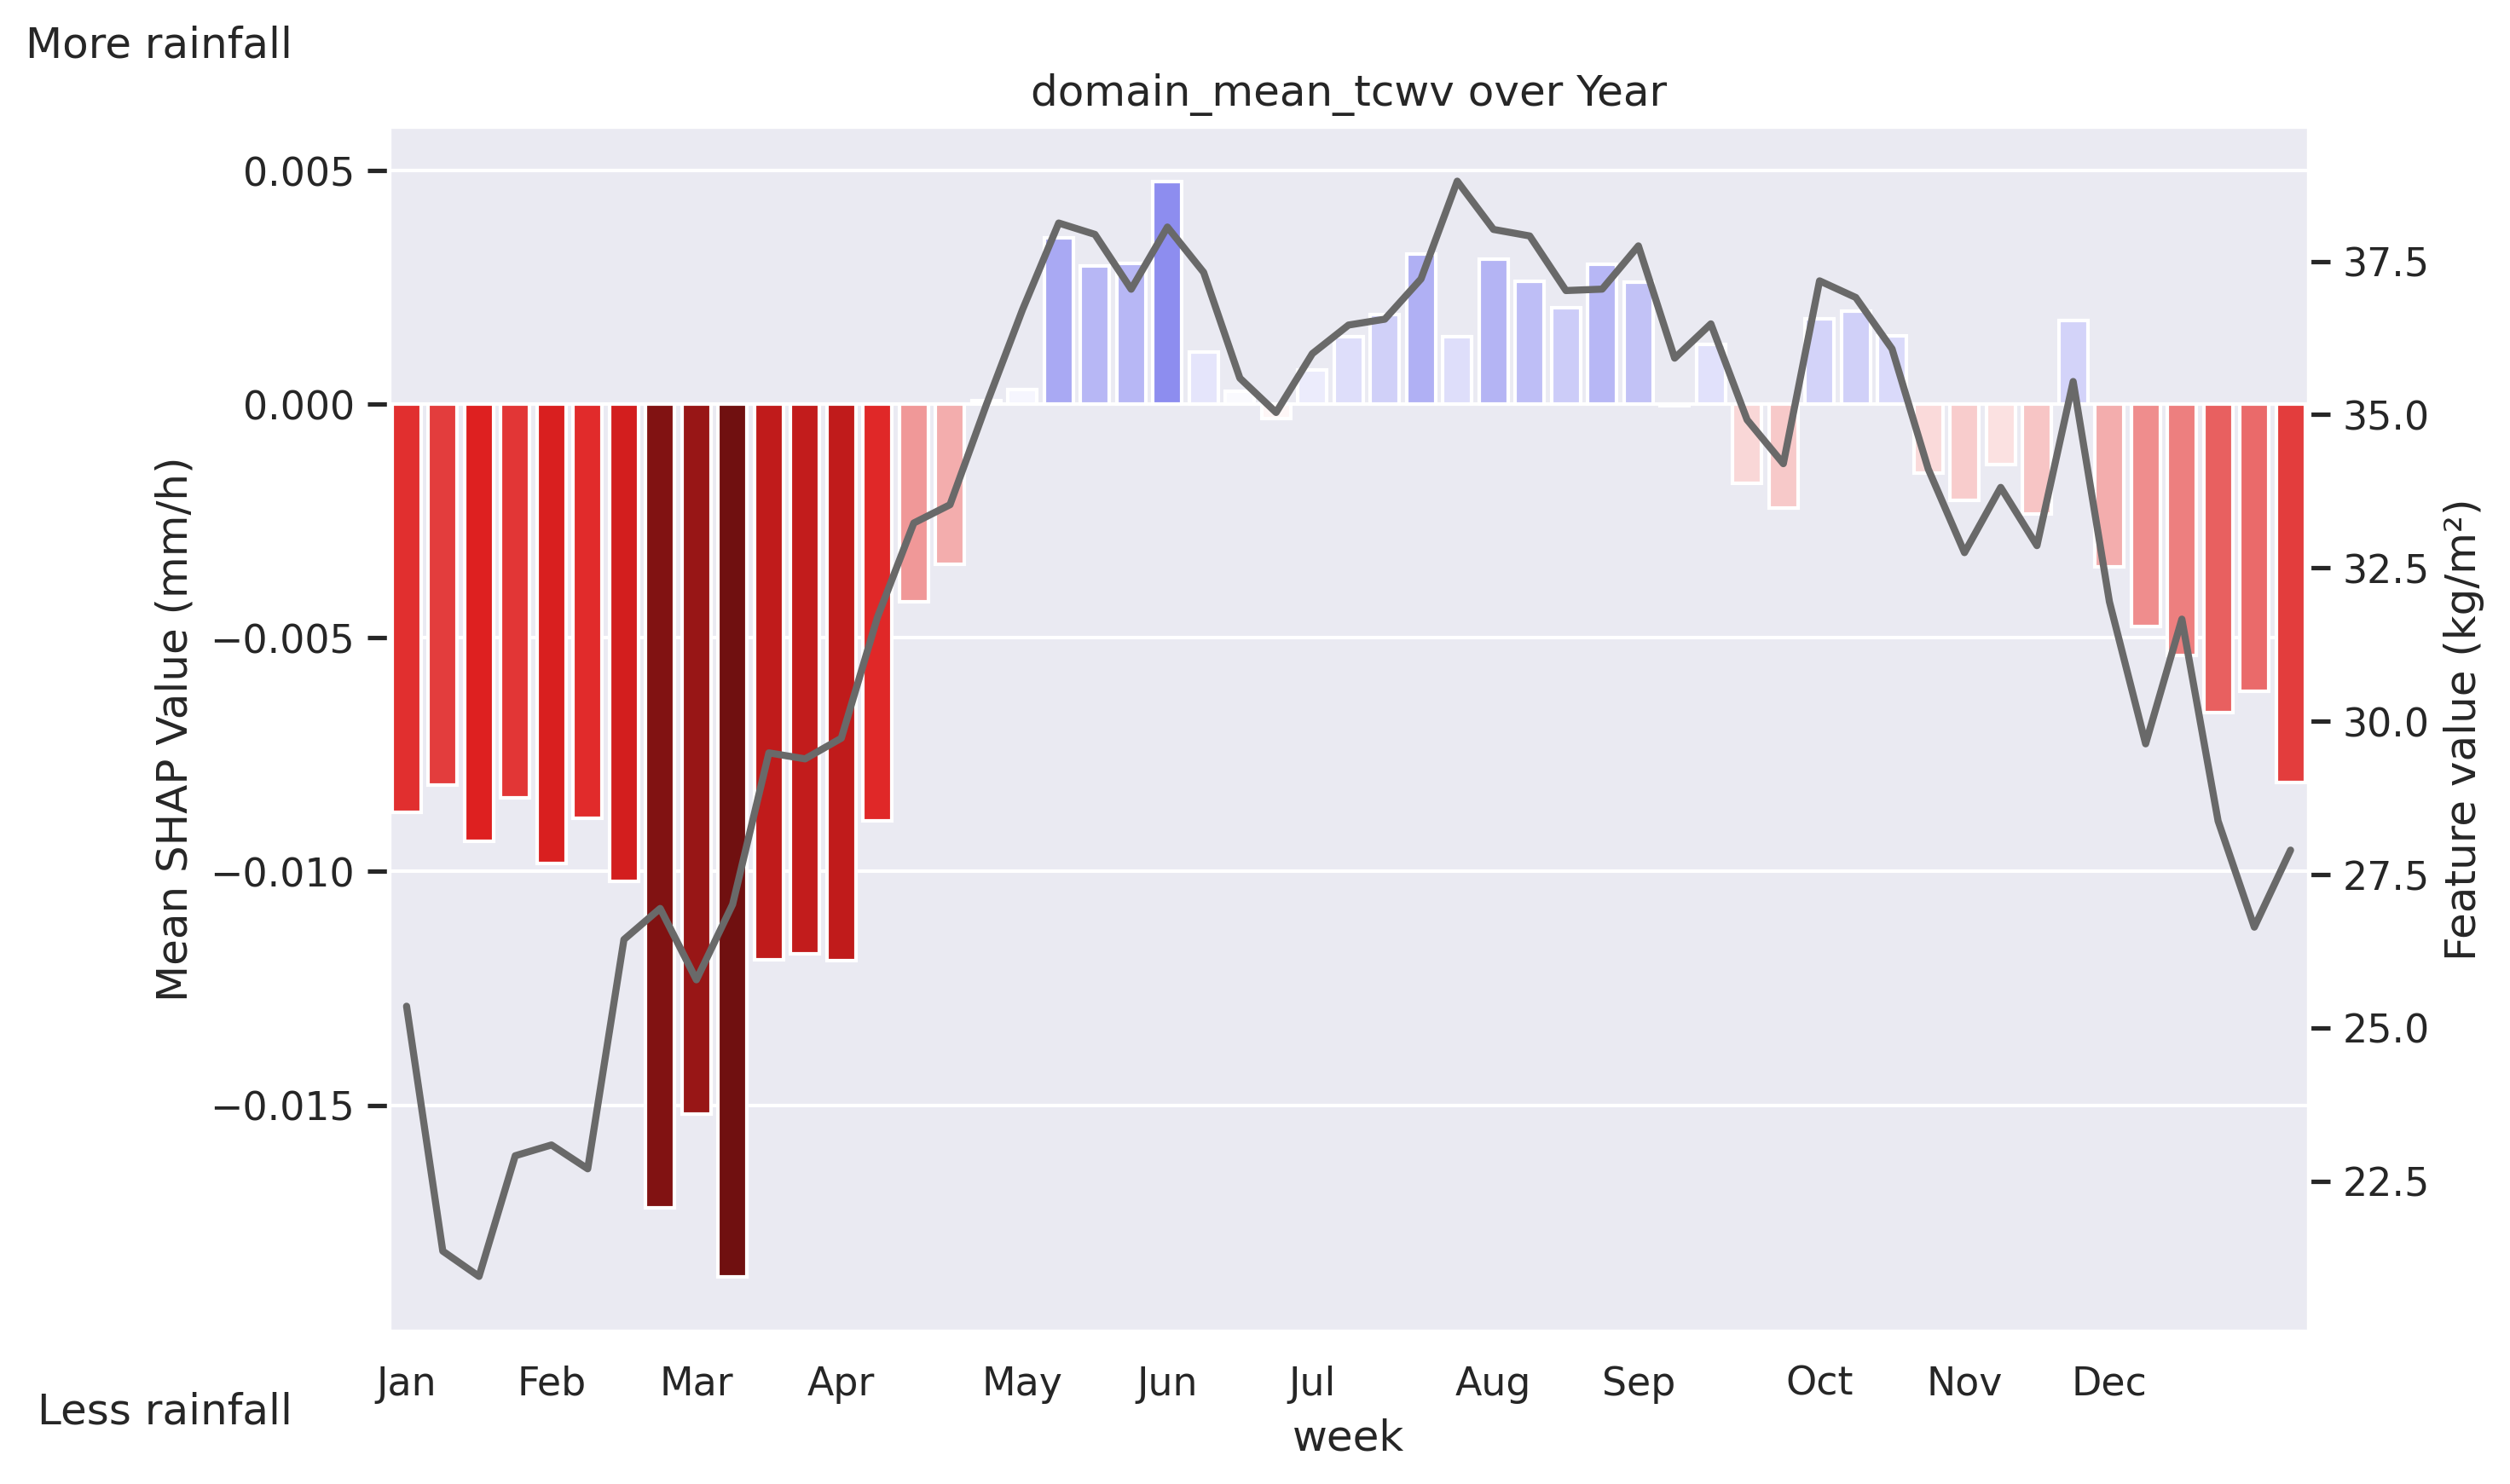 More rainfall
domain_mean_tcwv over Year
Mean SHAP Value (mm/h)
0.005
0.000
−0.005
−0.010
−0.015
37.5
35.0
32.5
30.0
27.5
25.0
22.5
Feature value (kg/m²)
Jan Feb Mar Apr May Jun Jul Aug Sep Oct Nov Dec
Less rainfall
week